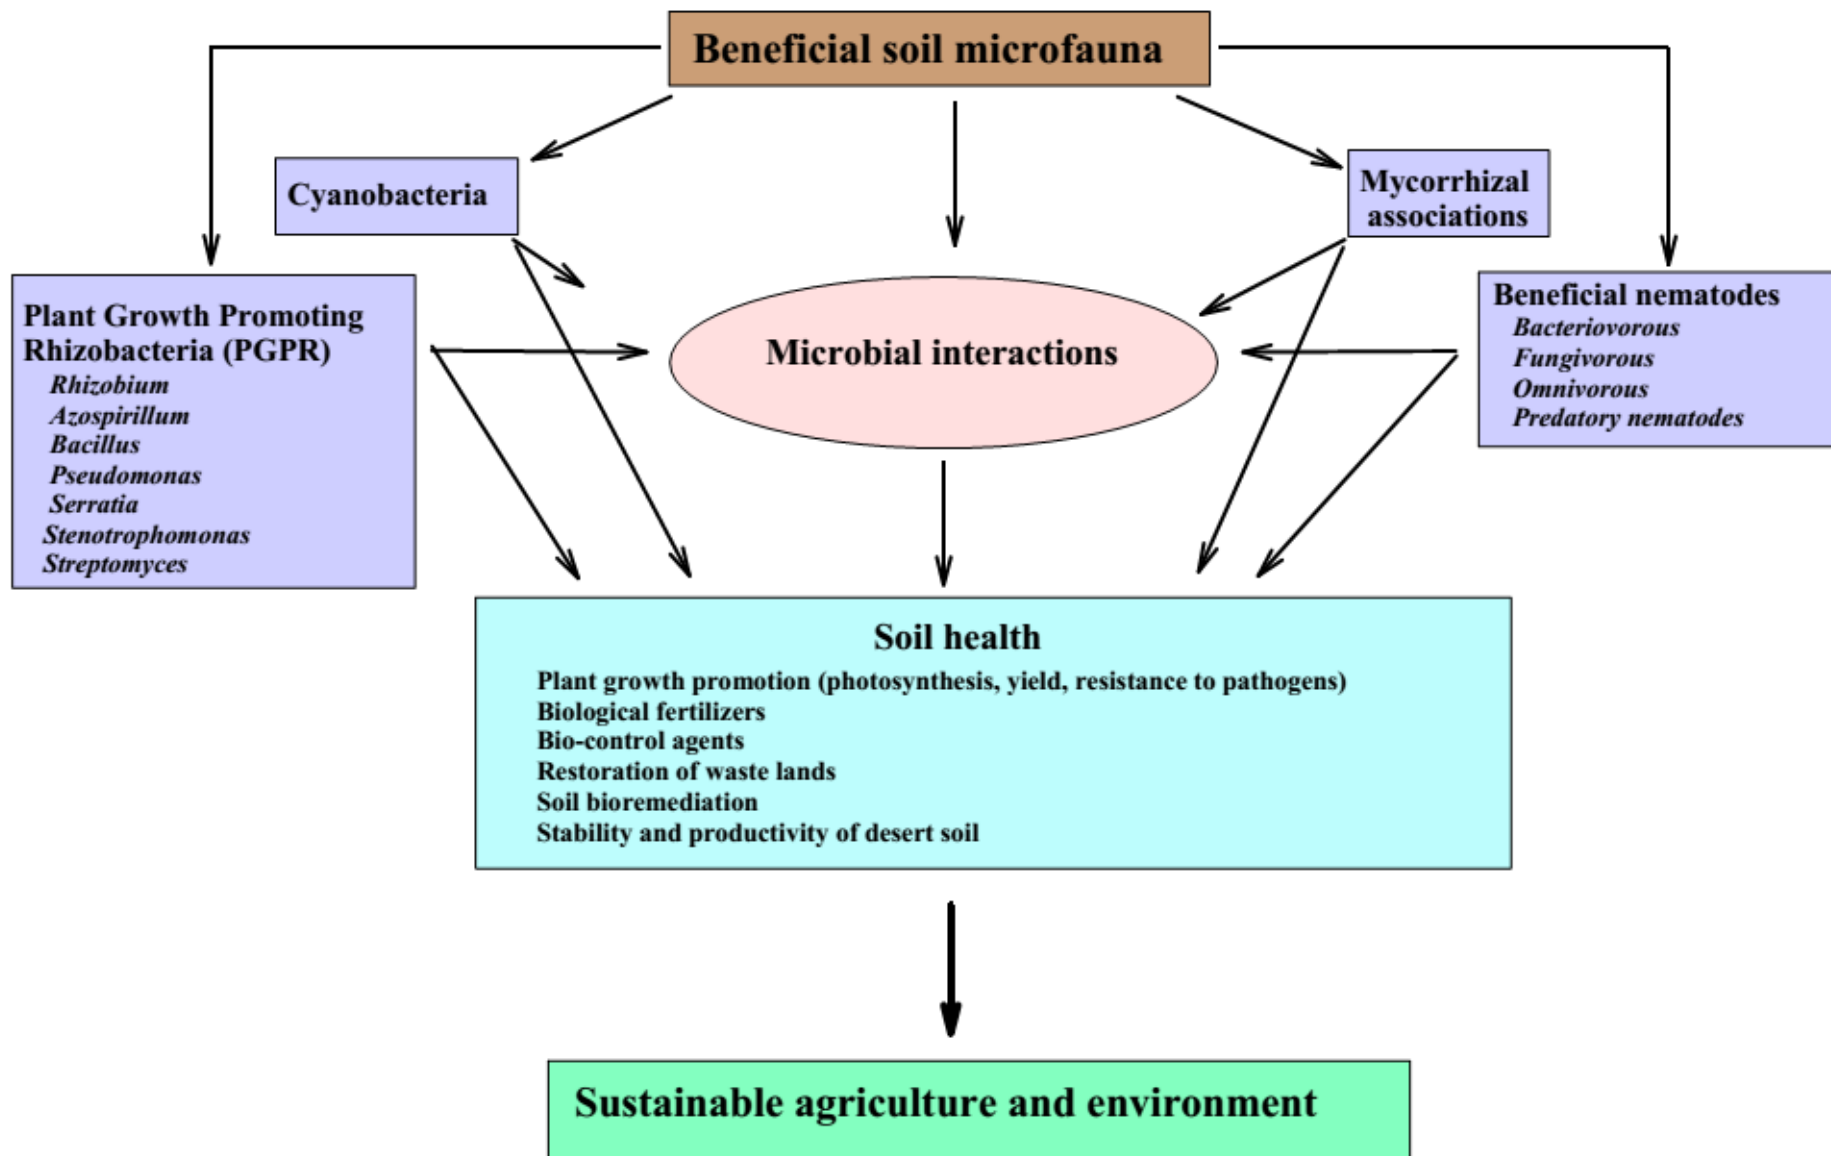 Beneficial soil microfauna
Cyanobacteria
Mycorrhizal
associations
Plant Growth Promoting
Rhizobacteria (PGPR)
Rhizobium
Azospirillum
Bacillus
Pseudomonas
Serratia
Stenotrophomonas
Streptomyces
Microbial interactions
Beneficial nematodes
Bacteriovorous
Fungivorous
Omnivorous
Predatory nematodes
Soil health
Plant growth promotion (photosynthesis, yield, resistance to pathogens)
Biological fertilizers
Bio-control agents
Restoration of waste lands
Soil bioremediation
Stability and productivity of desert soil
Sustainable agriculture and environment